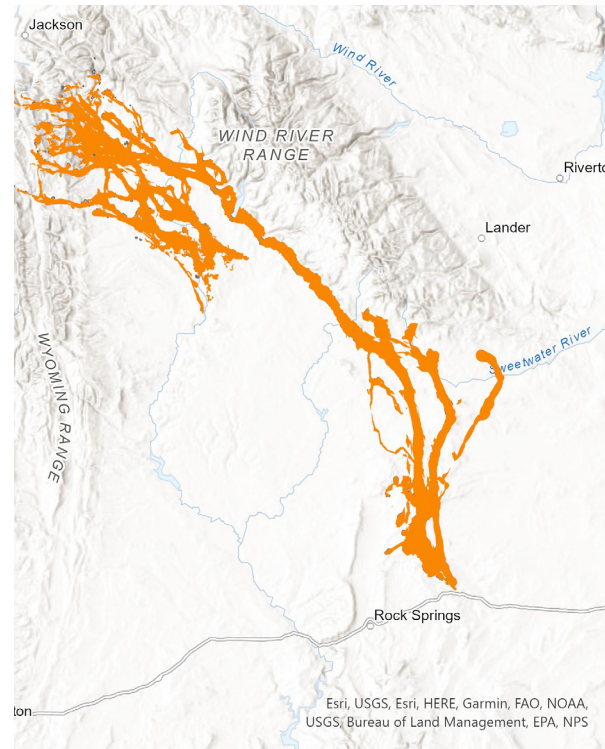 Jackson
Wind River
WIND RIVER
RANGE
Riverto
Lander
Sweetwater River
WYOMING RANGE
Rock Springs
ton
Esri, USGS, Esri, HERE, Garmin, FAO, NOAA,
USGS, Bureau of Land Management, EPA, NPS